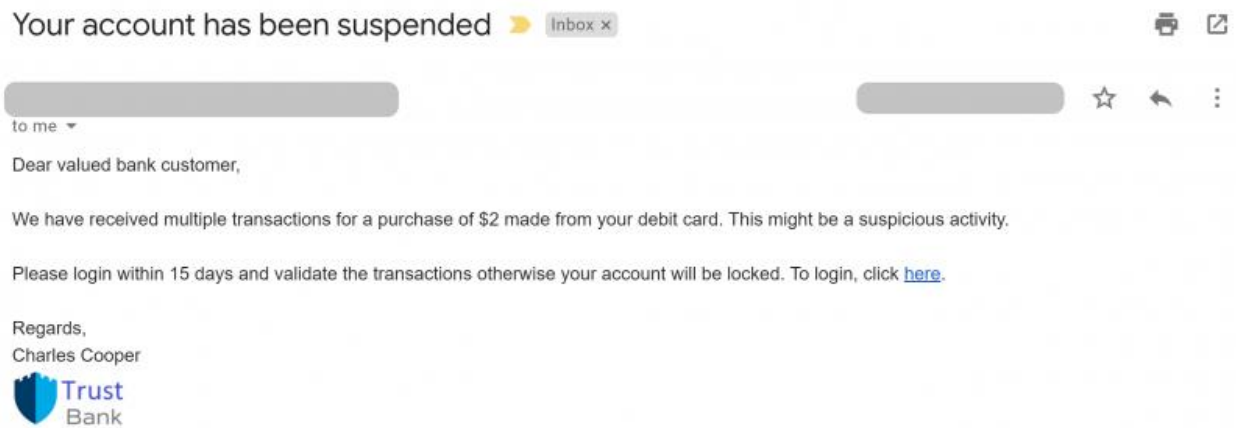 Your account has been suspended
Inbox ×
to me
Dear valued bank customer,
We have received multiple transactions for a purchase of $2 made from your debit card. This might be a suspicious activity.
Please login within 15 days and validate the transactions otherwise your account will be locked. To login, click here.
Regards,
Charles Cooper
Trust
Bank